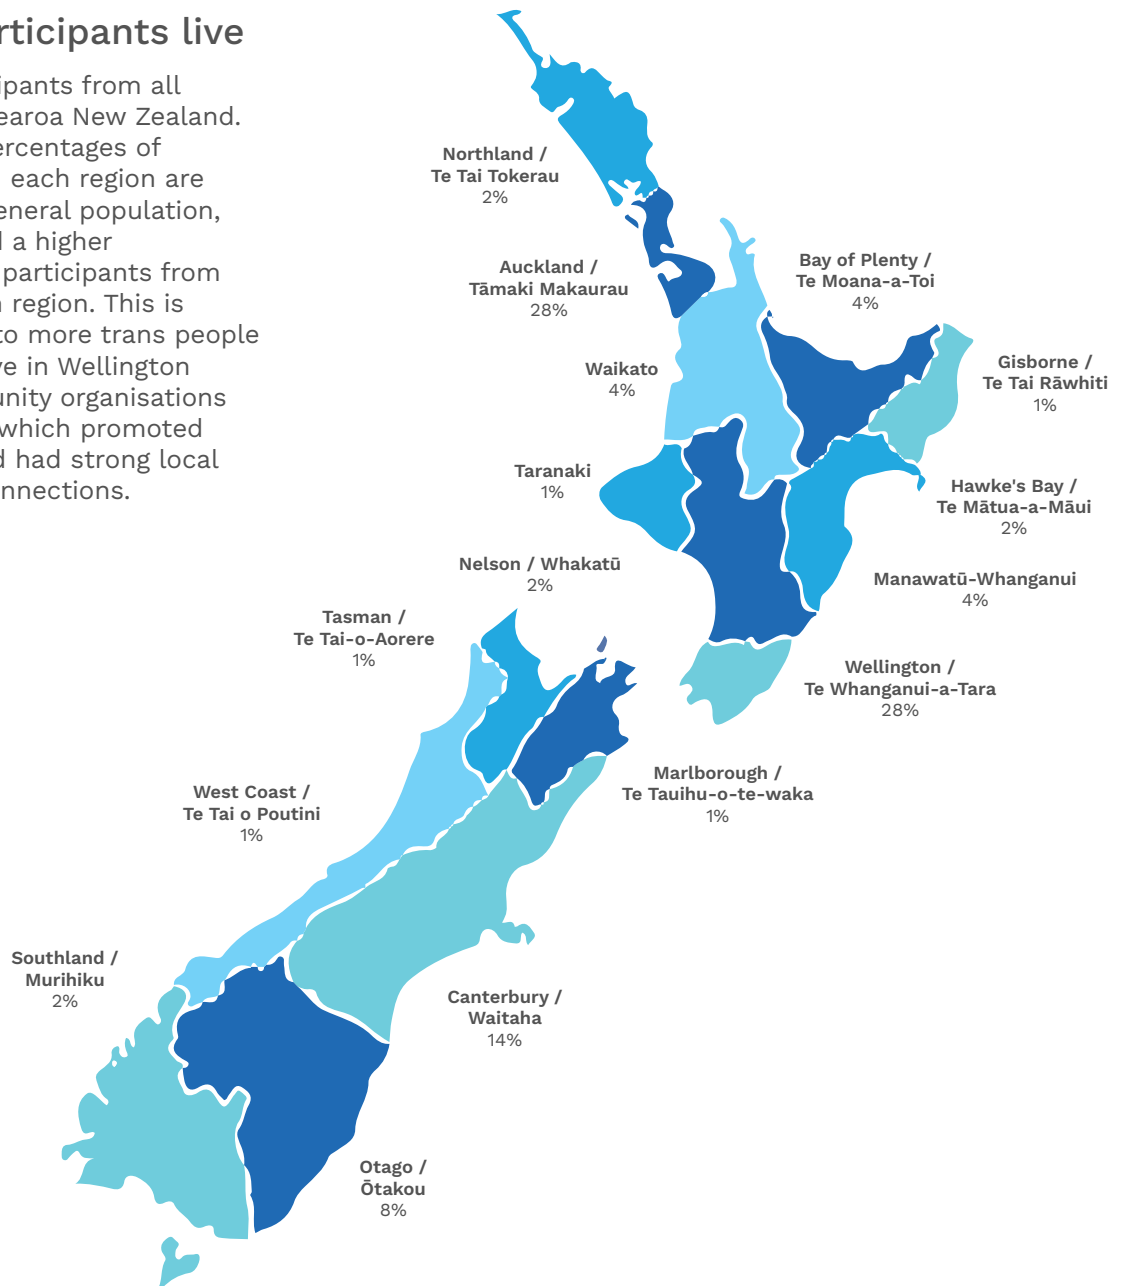 rticipants live
ipants from all
earoa New Zealand.
ercentages of
each region are
eneral population,
d a higher
participants from
n region. This is
to more trans people
ve in Wellington
unity organisations
which promoted
d had strong local
nnections.
Northland /
Te Tai Tokerau
2%
Auckland /
Tāmaki Makaurau
28%
Bay of Plenty /
Te Moana-a-Toi
4%
Waikato
4%
Gisborne /
Te Tai Rāwhiti
1%
Taranaki
1%
Hawke's Bay /
Te Mātua-a-Māui
2%
Nelson / Whakatū
2%
Manawatū-Whanganui
4%
Tasman /
Te Tai-o-Aorere
1%
Wellington /
Te Whanganui-a-Tara
28%
Marlborough /
Te Tauihu-o-te-waka
1%
West Coast /
Te Tai o Poutini
1%
Southland /
Murihiku
2%
Canterbury /
Waitaha
14%
Otago /
Ōtakou
8%